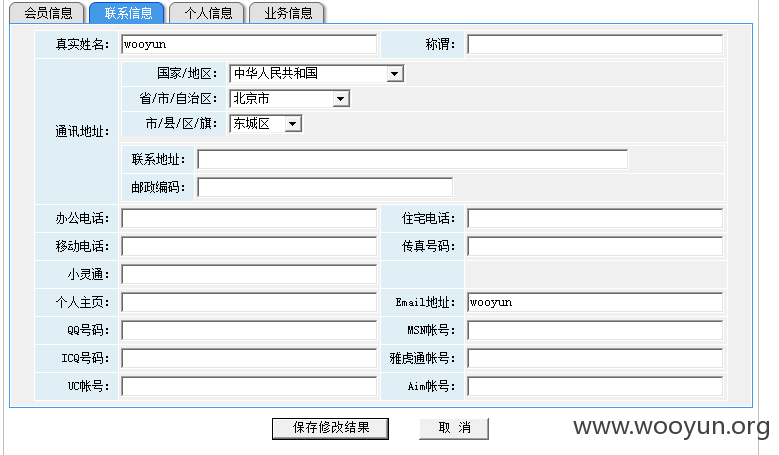 会员信息 联系信息 个人信息 业务信息
真实姓名: wooyun 称谓:
国家/地区: 中华人民共和国
省/市/自治区: 北京市
通讯地址:
市/县/区/旗: 东城区
联系地址:
邮政编码:
办公电话: 住宅电话:
移动电话: 传真号码:
小灵通:
个人主页: Email地址: wooyun
QQ号码: MSN帐号:
ICQ号码: 雅虎通帐号:
UC帐号: Aim帐号:
保存修改结果 取 消
www.wooyun.org